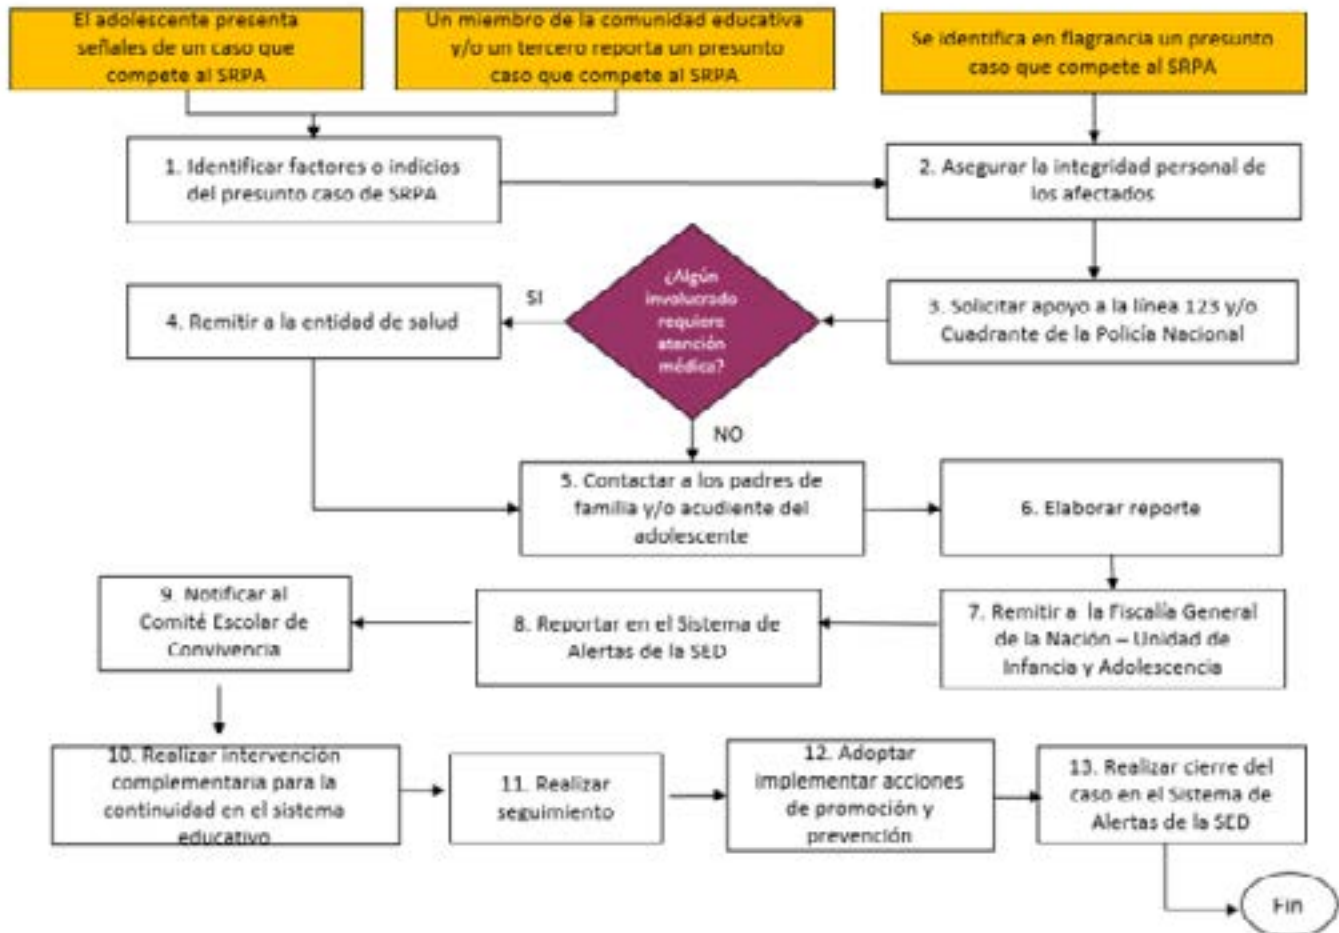 El adolescente presenta
señales de un caso que
compete al SRPA
Un miembro de la comunidad educativa
y/o un tercero reporta un presunto
caso que compete al SRPA
Se identifica en flagrancia un presunto
caso que compete al SRPA
1. Identificar factores o indicios
del presunto caso de SRPA
2. Asegurar la integridad personal de
los afectados
¿Algún
involucrado
requiere
atención
médica?
SI
4. Remitir a la entidad de salud
3. Solicitar apoyo a la línea 123 y/o
Cuadrante de la Policía Nacional
NO
5. Contactar a los padres de
familia y/o acudiente del
adolescente
6. Elaborar reporte
9. Notificar al
Comité Escolar de
Convivencia
8. Reportar en el Sistema de
Alertas de la SED
7. Remitir a la Fiscalía General
de la Nación – Unidad de
Infancia y Adolescencia
10. Realizar intervención
complementaria para la
continuidad en el sistema
educativo
11. Realizar
seguimiento
12. Adoptar
implementar acciones
de promoción y
prevención
13. Realizar cierre del
caso en el Sistema de
Alertas de la SED
Fin